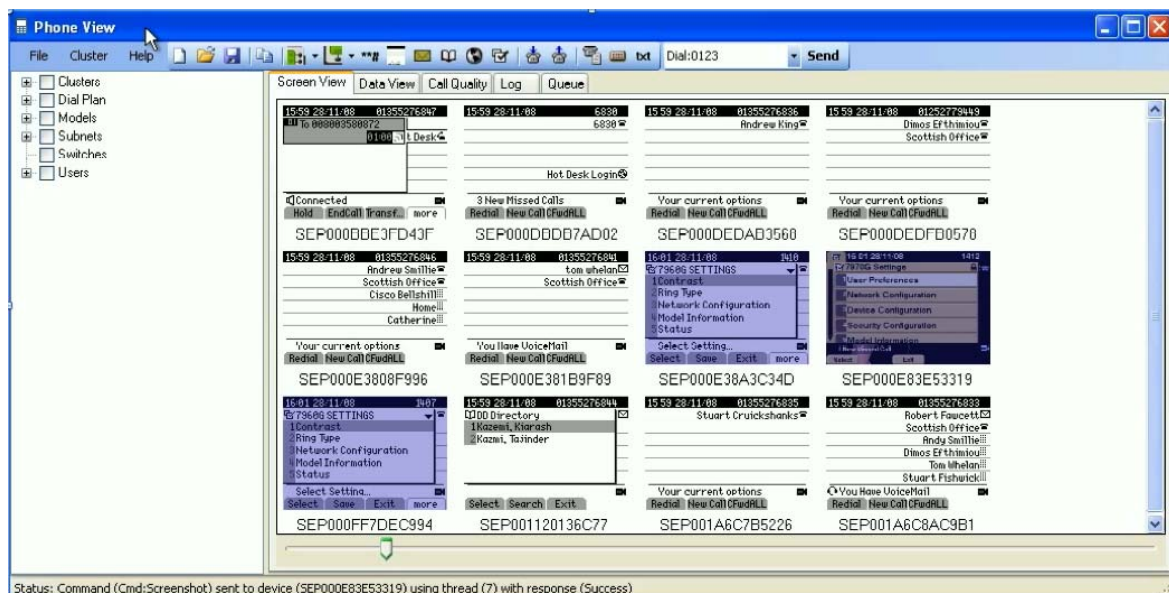 Phone View
File Cluster Help **# txt Dial:0123 Send
Clusters
Dial Plan
Models
Subnets
Switches
Users
Screen View Data View Call Quality Log Queue
15:59 28/11/08 01355276847
To 008003580872
01:00 t Desk
Connected
Hold EndCall Transf... more
SEP000BBE3FD43F
15:59 28/11/08 6830
6830
Hot Desk Login
3 New Missed Calls
Redial New Call CFwdALL
SEP000DBDB7AD02
15:59 28/11/08 01355276836
Andrew King
Your current options
Redial New Call CFwdALL
SEP000DEDAB3560
15:59 28/11/08 01252779449
Dimos Efthimiou
Scottish Office
Your current options
Redial New Call CFwdALL
SEP000DEDFB0570
15:59 28/11/08 01355276846
Andrew Smillie
Scottish Office
Cisco Bellshill
Home
Catherine
Your current options
Redial New Call CFwdALL
SEP000E3808F996
15:59 28/11/08 01355276841
tom whelan
Scottish Office
You Have VoiceMail
Redial New Call CFwdALL
SEP000E381B9F89
16:01 28/11/08 1410
7960G SETTINGS
1 Contrast
2 Ring Type
3 Network Configuration
4 Model Information
5 Status
Select Setting...
Select Save Exit more
SEP000E38A3C34D
16:01 28/11/08 1412
7970G Settings
User Preferences
Network Configuration
Device Configuration
Security Configuration
Model Information
Select Exit
SEP000E83E53319
16:01 28/11/08 1407
7960G SETTINGS
1 Contrast
2 Ring Type
3 Network Configuration
4 Model Information
5 Status
Select Setting...
Select Save Exit more
SEP000FF7DEC994
15:59 28/11/08 01355276844
DD Directory
1 Kazemi, Kiarash
2 Kazmi, Tajinder
Select Search Exit
SEP001120136C77
15:59 28/11/08 01355276835
Stuart Cruickshanks
Your current options
Redial New Call CFwdALL
SEP001A6C7B5226
15:59 28/11/08 01355276833
Robert Fawcett
Scottish Office
Andy Smillie
Dimos Efthimiou
Tom Whelan
Stuart Fishwick
You Have VoiceMail
Redial New Call CFwdALL
SEP001A6C8AC9B1
Status: Command (Cmd:Screenshot) sent to device (SEP000E83E53319) using thread (7) with response (Success)